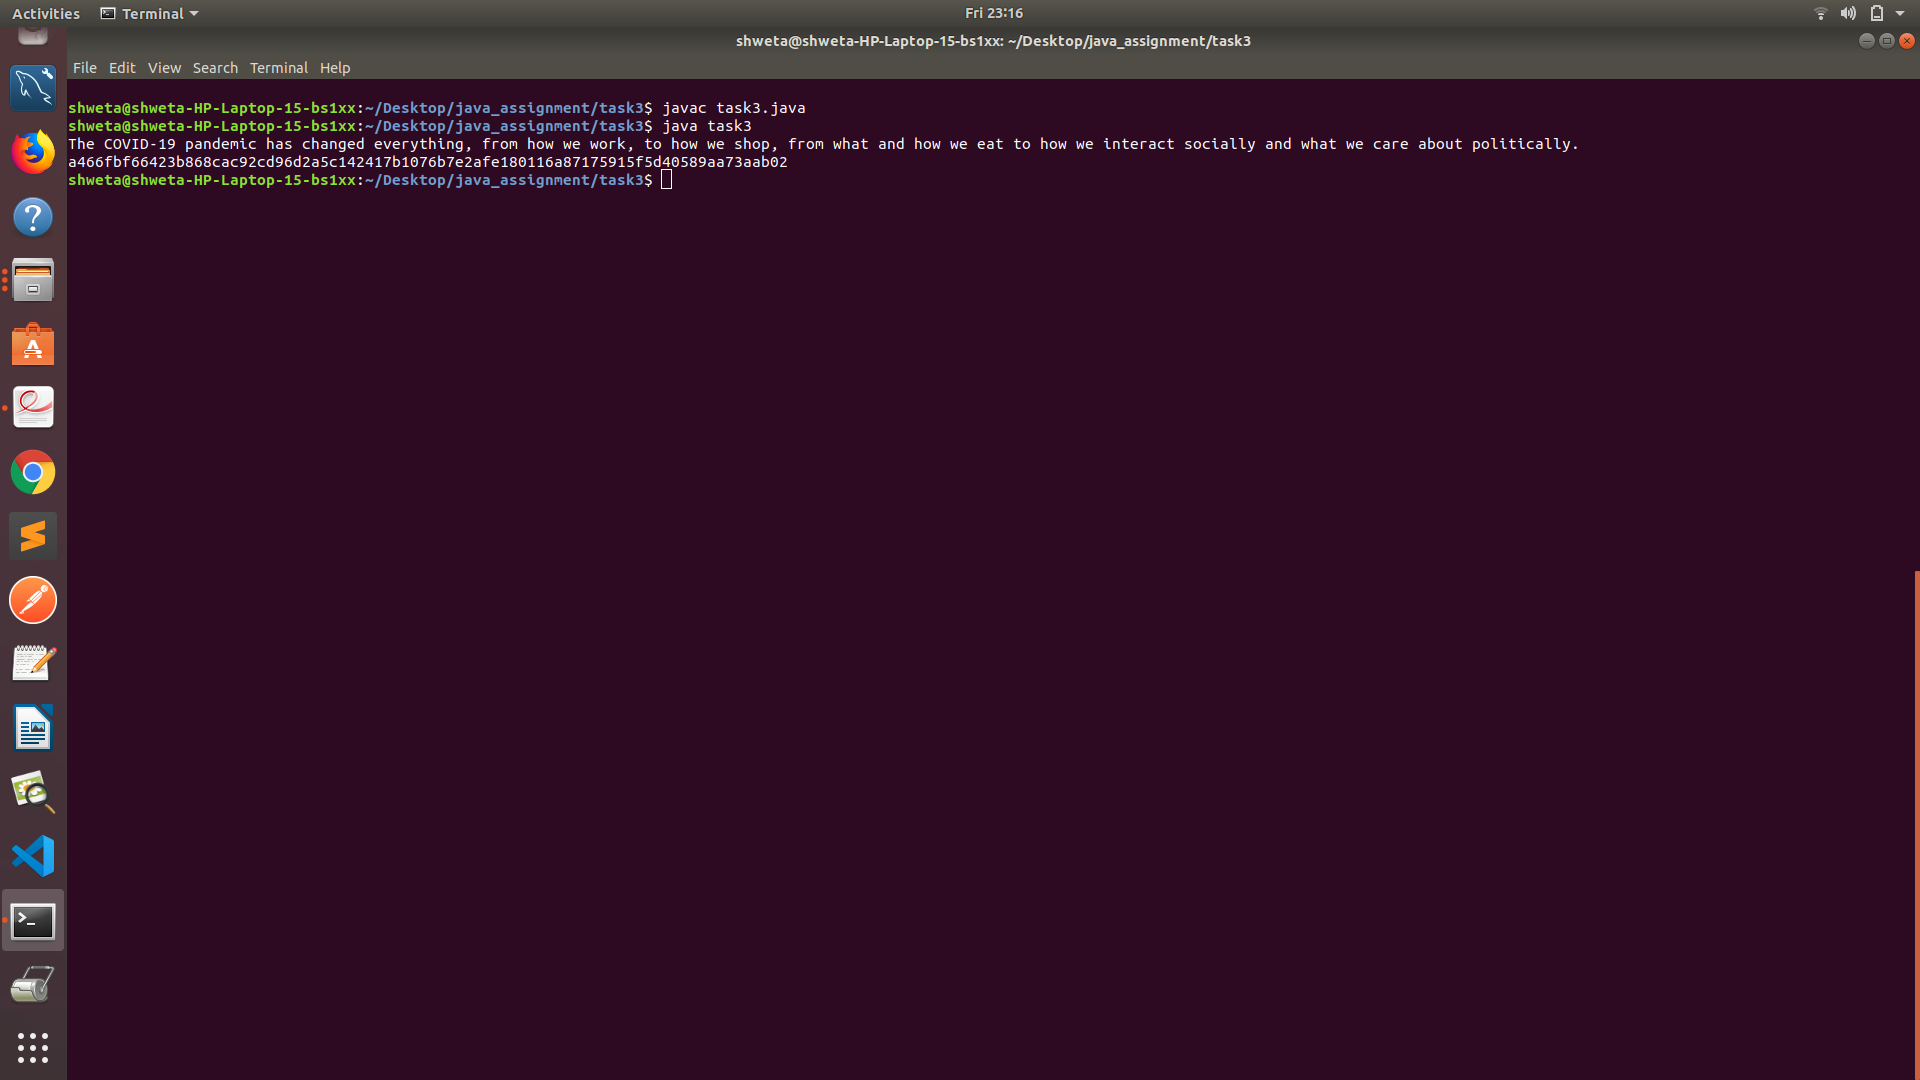 Activities Terminal Fri 23:16
shweta@shweta-HP-Laptop-15-bs1xx: ~/Desktop/java_assignment/task3
File Edit View Search Terminal Help
shweta@shweta-HP-Laptop-15-bs1xx:~/Desktop/java_assignment/task3$ javac task3.java
shweta@shweta-HP-Laptop-15-bs1xx:~/Desktop/java_assignment/task3$ java task3
The COVID-19 pandemic has changed everything, from how we work, to how we shop, from what and how we eat to how we interact socially and what we care about politically.
a466fbf66423b868cac92cd96d2a5c142417b1076b7e2afe180116a87175915f5d40589aa73aab02
shweta@shweta-HP-Laptop-15-bs1xx:~/Desktop/java_assignment/task3$